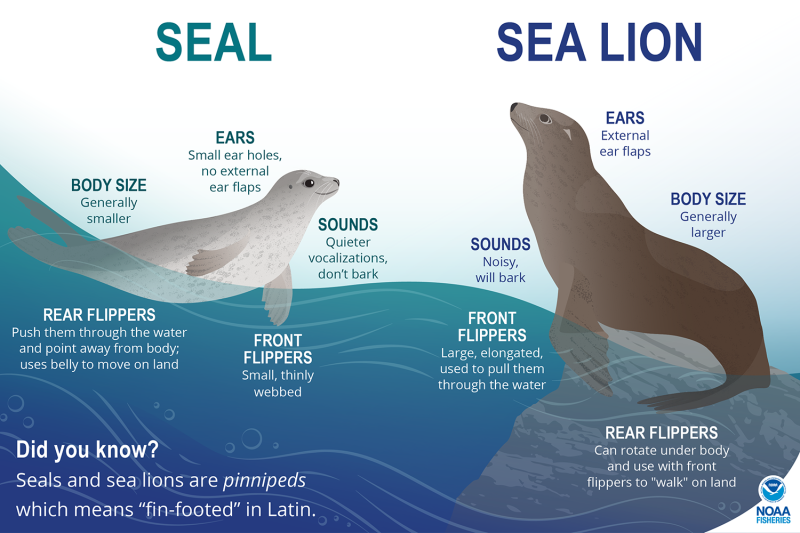 SEAL
EARS
Small ear holes,
no external
ear flaps
BODY SIZE
Generally
smaller
SOUNDS
Quieter
vocalizations,
don't bark
REAR FLIPPERS
Push them through the water
and point away from body;
uses belly to move on land
FRONT
FLIPPERS
Small, thinly
webbed
SEA LION
EARS
External
ear flaps
BODY SIZE
Generally
larger
SOUNDS
Noisy,
will bark
FRONT
FLIPPERS
Large, elongated,
used to pull them
through the water
REAR FLIPPERS
Can rotate under body
and use with front
flippers to "walk" on land
Did you know?
Seals and sea lions are pinnipeds
which means “fin-footed” in Latin.
NOAA
FISHERIES